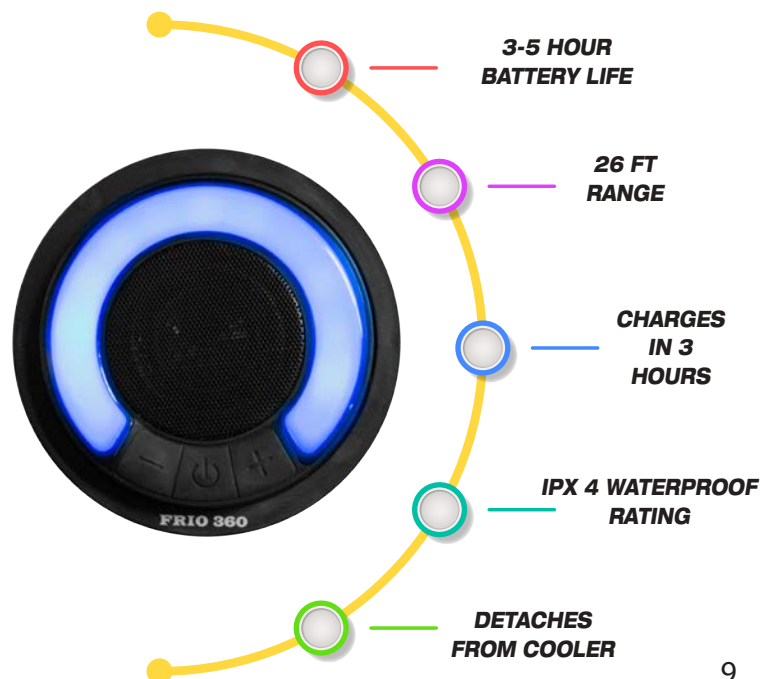 3-5 HOUR
BATTERY LIFE
26 FT
RANGE
CHARGES
IN 3
HOURS
IPX 4 WATERPROOF
RATING
DETACHES
FROM COOLER
FRIO 360
9